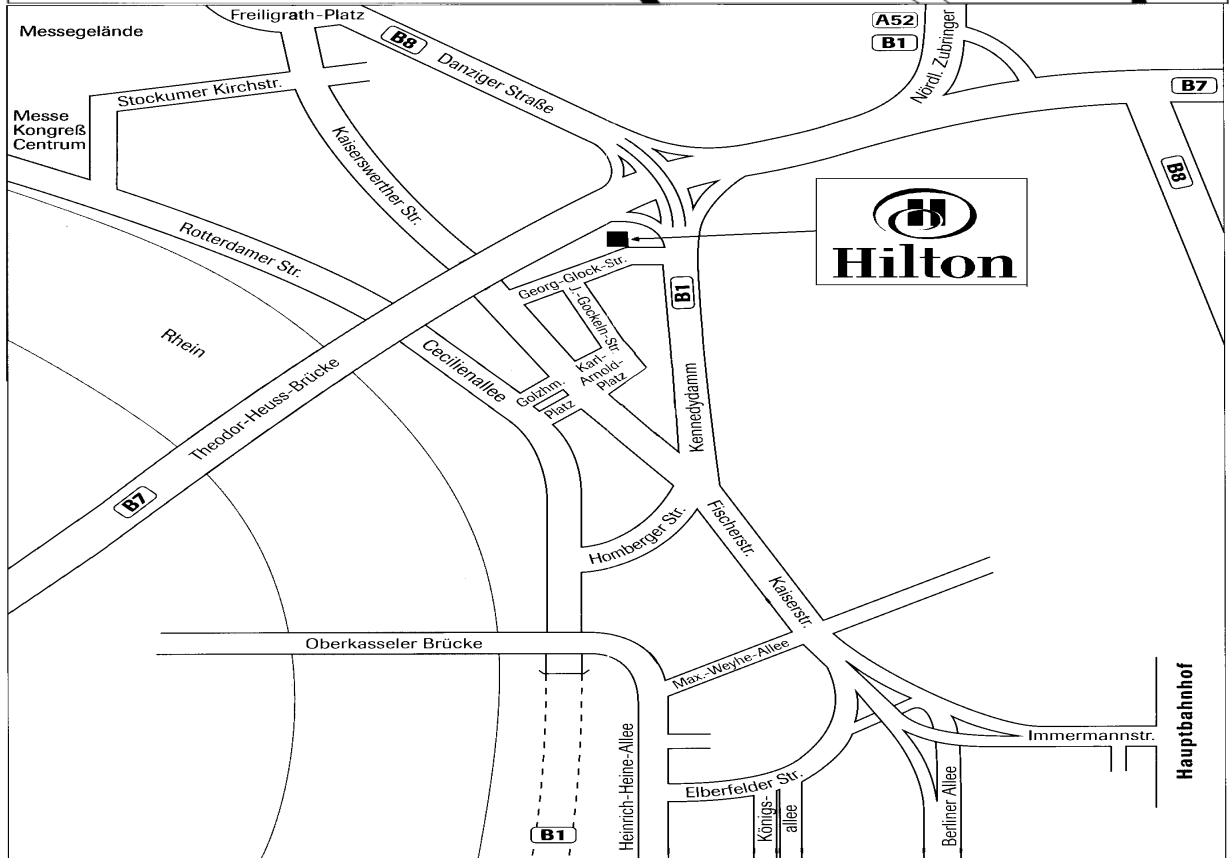 Messegelände
Freiligrath-Platz
B8
Danziger Straße
A52
B1
Nördl. Zubringer
B7
Stockumer Kirchstr.
Messe
Kongreß
Centrum
Kaiserswerther Str.
B8
Rotterdamer Str.
Hilton
Georg-Glock-Str.
J.-Gockeln-Str
B1
Rhein
Cecilienallee
Karl-
Arnold-
Platz
Golzhm.
Platz
Theodor-Heuss-Brücke
Kennedydamm
B7
Homberger Str.
Fischerstr.
Kaiserstr.
Oberkasseler Brücke
Max.-Weyhe-Allee
Hauptbahnhof
Immermannstr.
Heinrich-Heine-Allee
Elberfelder Str.
Königs-
allee
Berliner Allee
B1